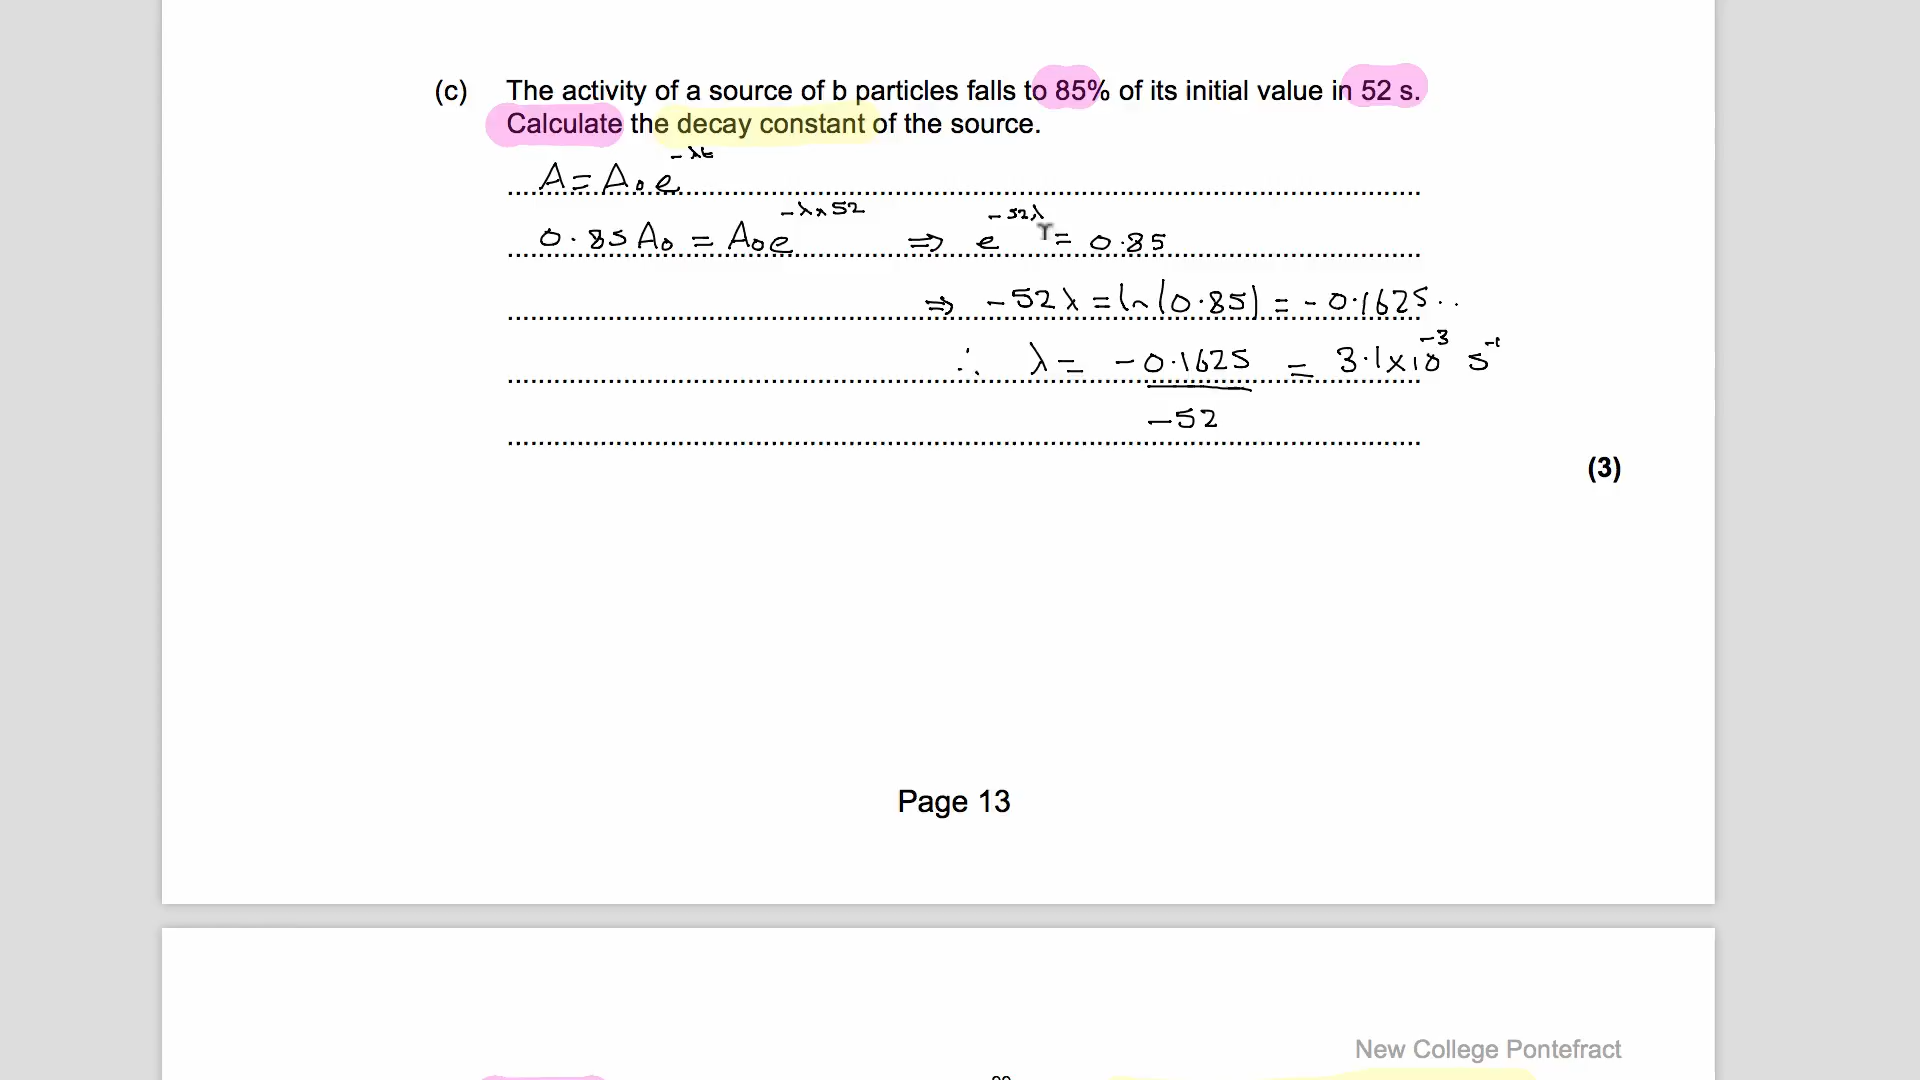 (c) The activity of a source of b particles falls to 85% of its initial value in 52 s.
Calculate the decay constant of the source.
A = A₀e^(-λt)
0.85A₀ = A₀e^(-λ×52) ⇒ e^(-52λ) = 0.85
⇒ -52λ = ln(0.85) = -0.1625..
∴ λ = -0.1625 = 3.1×10⁻³ s⁻¹
-52
(3)
Page 13
New College Pontefract